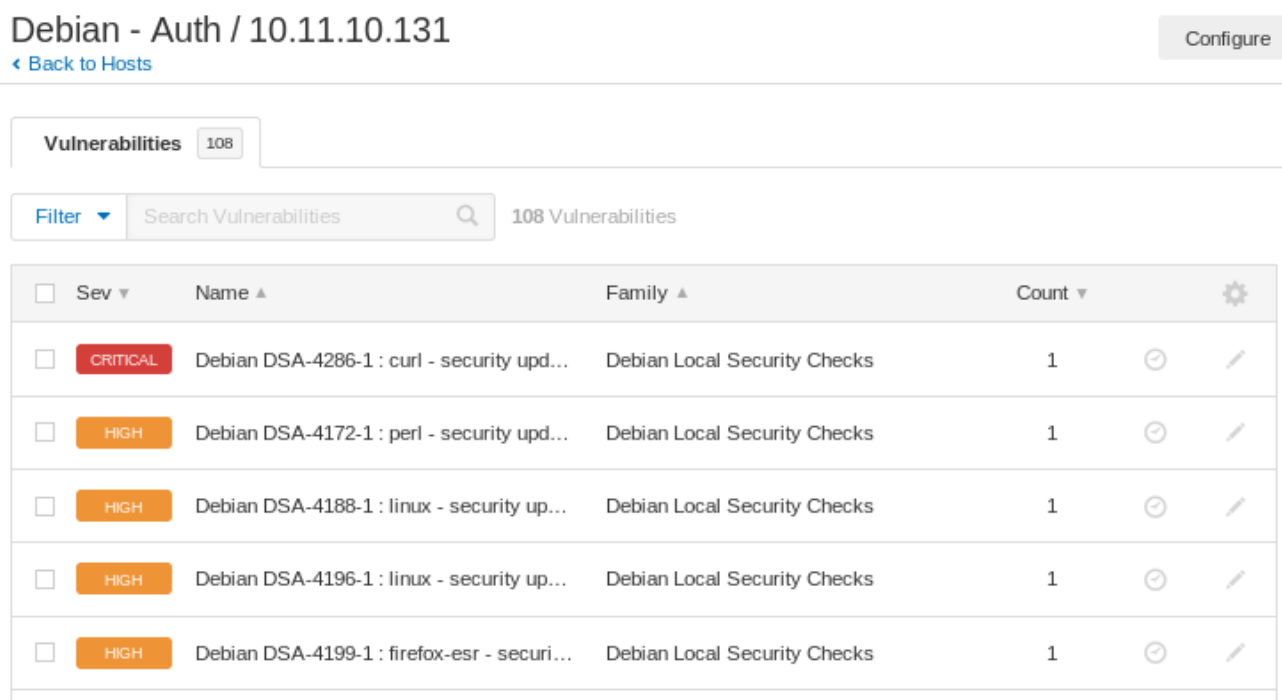 Debian - Auth / 10.11.10.131
Configure
Back to Hosts
Vulnerabilities 108
Filter Search Vulnerabilities 108 Vulnerabilities
Sev Name Family Count
CRITICAL Debian DSA-4286-1 : curl - security upd... Debian Local Security Checks 1
HIGH Debian DSA-4172-1 : perl - security upd... Debian Local Security Checks 1
HIGH Debian DSA-4188-1 : linux - security up... Debian Local Security Checks 1
HIGH Debian DSA-4196-1 : linux - security up... Debian Local Security Checks 1
HIGH Debian DSA-4199-1 : firefox-esr - securi... Debian Local Security Checks 1